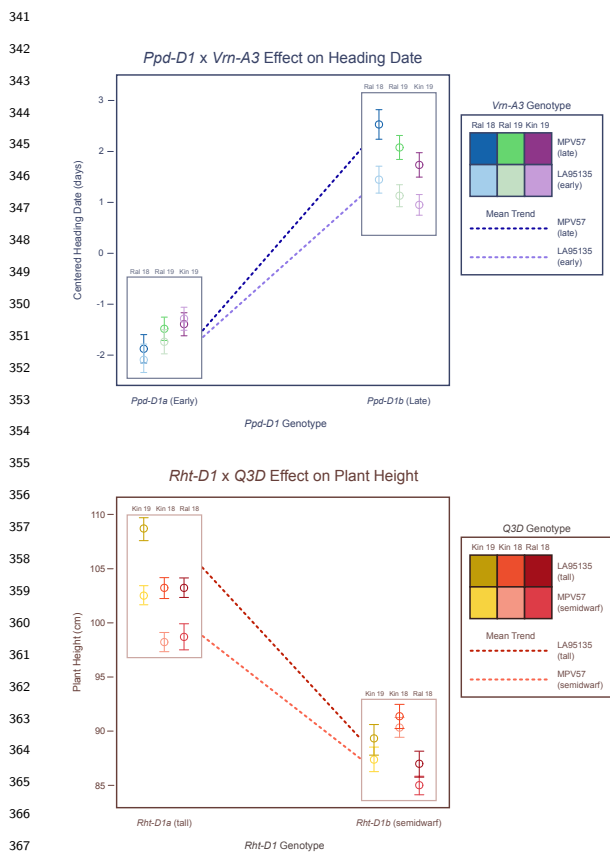 341
342
343
344
345
346
347
348
349
350
351
352
353
354
355
356
357
358
359
360
361
362
363
364
365
366
367
Ppd-D1 x Vrn-A3 Effect on Heading Date
Centered Heading Date (days)
3
2
1
0
-1
-2
Ral 18 Ral 19 Kin 19
Ral 18 Ral 19 Kin 19
Ppd-D1a (Early)
Ppd-D1b (Late)
Ppd-D1 Genotype
Vrn-A3 Genotype
Ral 18 Ral 19 Kin 19
MPV57
(late)
LA95135
(early)
Mean Trend
MPV57
(late)
LA95135
(early)
Rht-D1 x Q3D Effect on Plant Height
Plant Height (cm)
110
105
100
95
90
85
Kin 19 Kin 18 Ral 18
Kin 19 Kin 18 Ral 18
Rht-D1a (tall)
Rht-D1b (semidwarf)
Rht-D1 Genotype
Q3D Genotype
Kin 19 Kin 18 Ral 18
LA95135
(tall)
MPV57
(semidwarf)
Mean Trend
LA95135
(tall)
MPV57
(semidwarf)